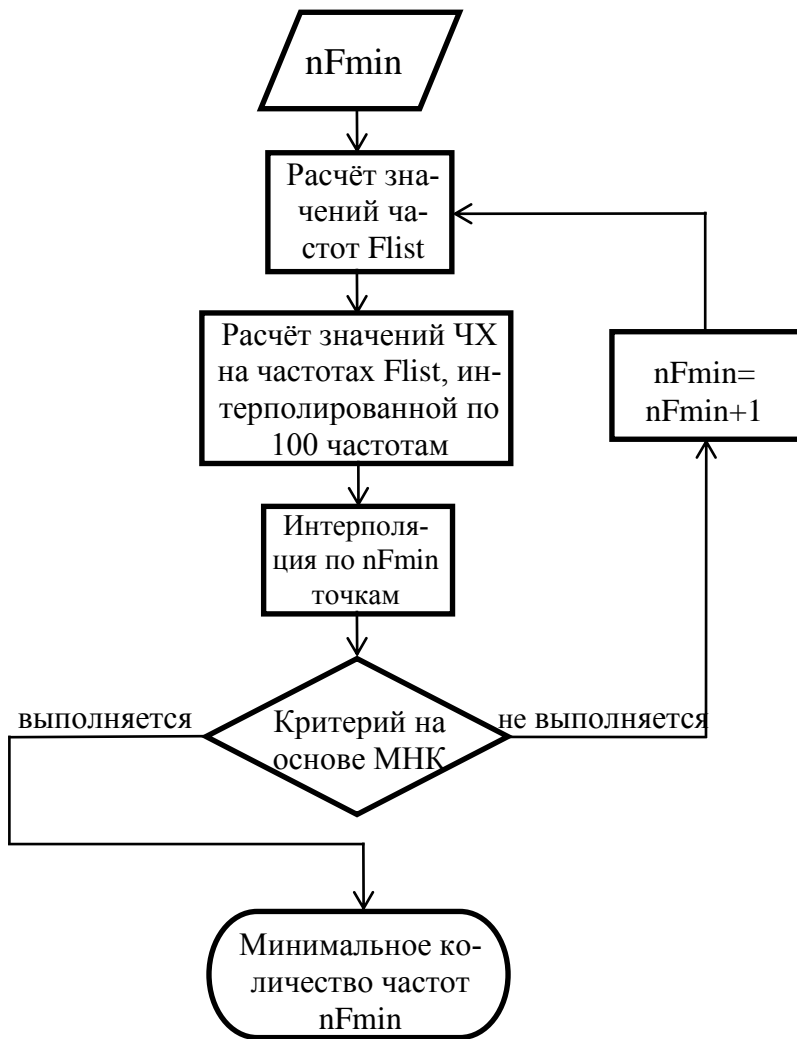 nFmin
Расчёт зна-
чений ча-
стот Flist
Расчёт значений ЧХ
на частотах Flist, ин-
терполированной по
100 частотам
nFmin=
nFmin+1
Интерполя-
ция по nFmin
точкам
выполняется
Критерий на
основе МНК
не выполняется
Минимальное ко-
личество частот
nFmin